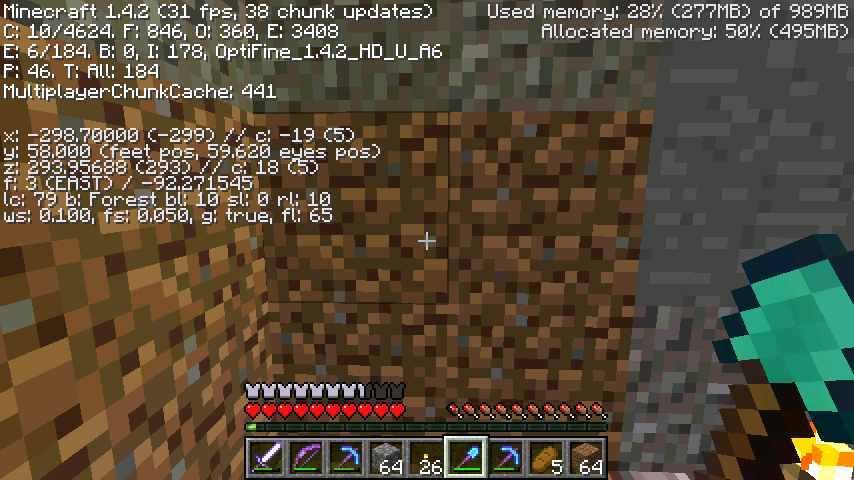 Minecraft 1.4.2 (31 fps, 38 chunk updates)
C: 10/4624, F: 846, O: 360, E: 3408
E: 6/184, B: 0, I: 178, OptiFine_1.4.2_HD_U_A6
P: 46. T: All: 184
MultiplayerChunkCache: 441
Used memory: 28% (277MB) of 989MB
Allocated memory: 50% (495MB)
x: -298.70000 (-299) // c: -19 (5)
y: 58.000 (feet pos, 59.620 eyes pos)
z: 293.95688 (293) // c: 18 (5)
f: 3 (EAST) / -92.271545
lc: 79 b: Forest bl: 10 sl: 0 rl: 10
ws: 0.100, fs: 0.050, g: true, fl: 65
64 26 5 64